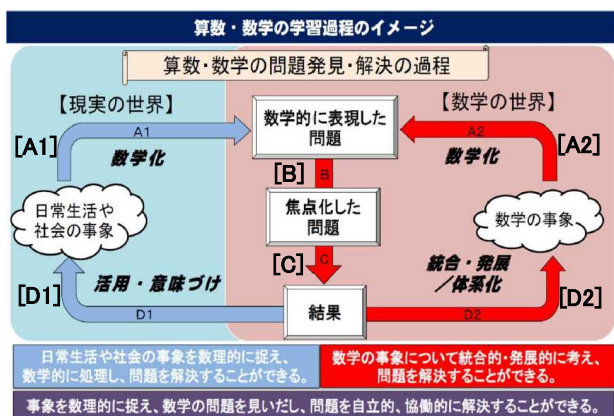 算数・数学の学習過程のイメージ
算数・数学の問題発見・解決の過程
【現実の世界】
【数学の世界】
[A1]
A1
数学化
数学的に表現した
問題
A2
数学化
[A2]
[B]
B
日常生活や
社会の事象
焦点化した
問題
数学の事象
[C]
C
[D1]
活用・意味づけ
D1
結果
統合・発展
/体系化
D2
[D2]
日常生活や社会の事象を数理的に捉え、
数学的に処理し、問題を解決することができる。
数学の事象について統合的・発展的に考え、
問題を解決することができる。
事象を数理的に捉え、数学の問題を見いだし、問題を自立的、協働的に解決することができる。